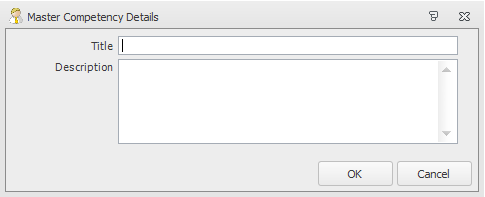 Master Competency Details
Title
Description
OK Cancel